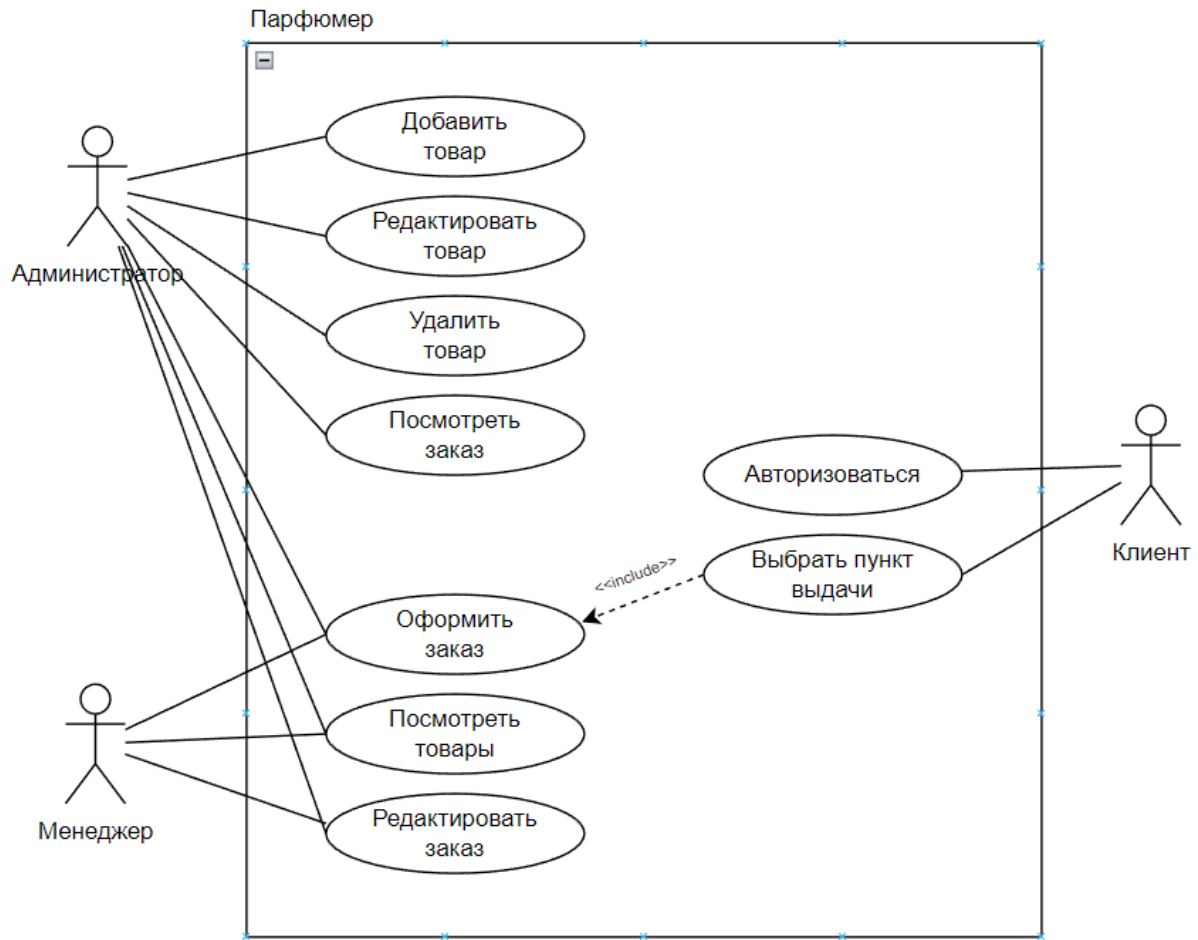 Парфюмер
Добавить
товар
Редактировать
товар
Администратор
Удалить
товар
Посмотреть
заказ
Авторизоваться
Клиент
Выбрать пункт
выдачи
<<include>>
Оформить
заказ
Посмотреть
товары
Менеджер
Редактировать
заказ